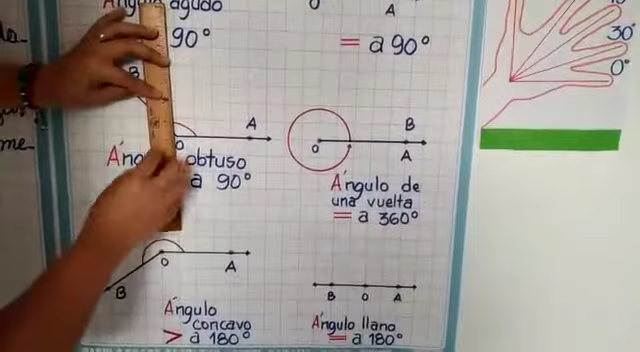 Ángulo agudo
90°
O
A
= a 90°
30°
0°
B
O
A
obtuso
a 90°
O
B
A
Ángulo de
una vuelta
= a 360°
O
A
B
Ángulo
concavo
> a 180°
B
O
A
Ángulo llano
= a 180°